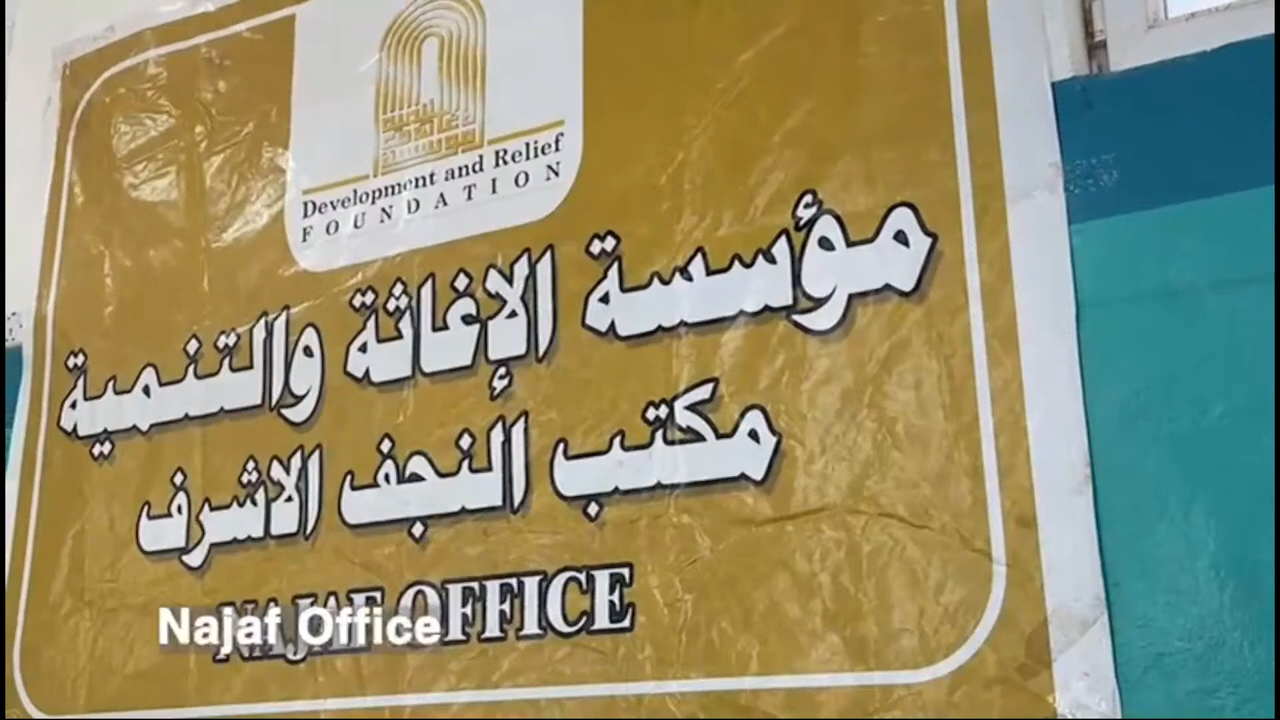 Development and Relief
FOUNDATION
مؤسسة الإغاثة والتنمية
مكتب النجف الاشرف
NAJAF OFFICE
Najaf Office